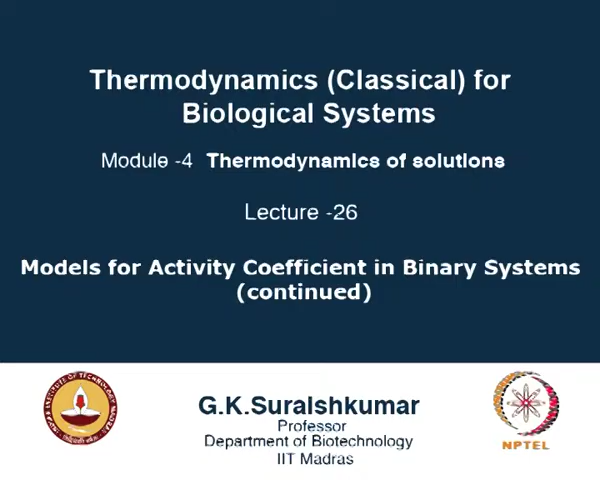 Thermodynamics (Classical) for
Biological Systems
Module -4 Thermodynamics of solutions
Lecture -26
Models for Activity Coefficient in Binary Systems
(continued)
G.K.Suraishkumar
Professor
Department of Biotechnology
IIT Madras
NPTEL